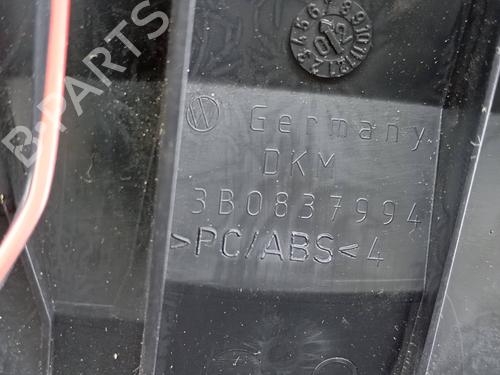 Germany
DKM
3B0837994
>PC/ABS<4
B-PARTS